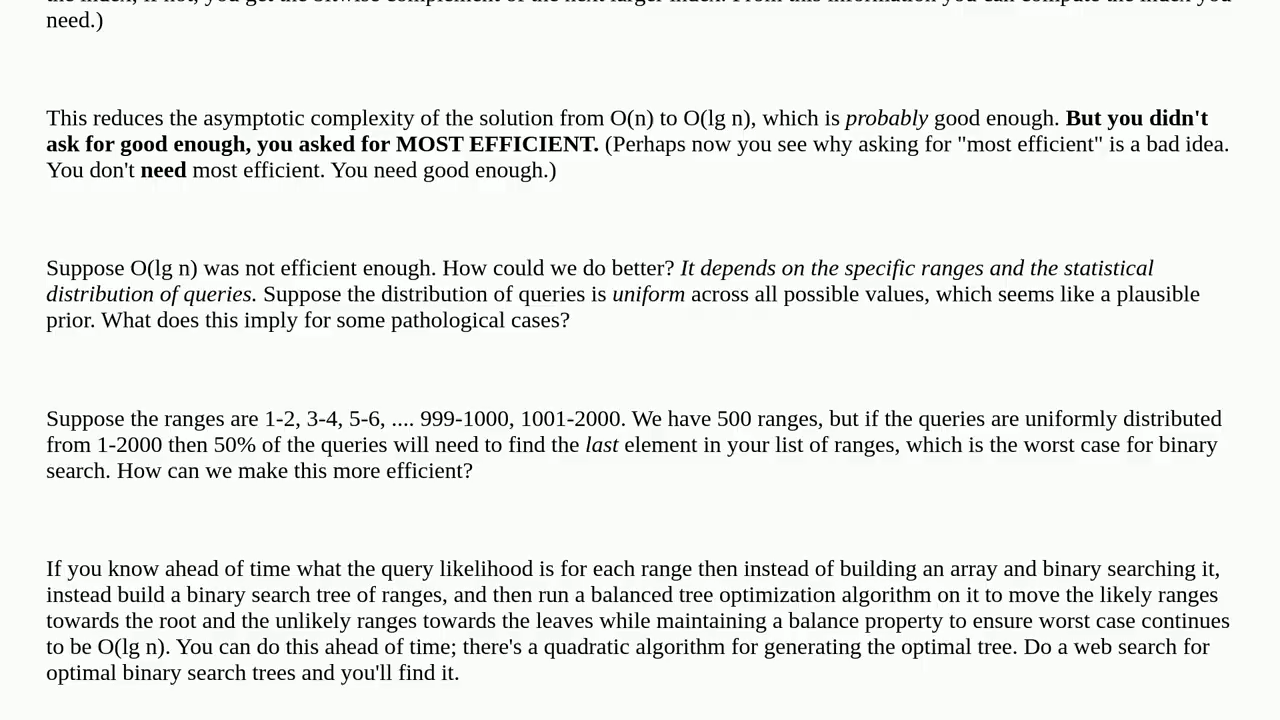 need.)
This reduces the asymptotic complexity of the solution from O(n) to O(lg n), which is probably good enough. But you didn't
ask for good enough, you asked for MOST EFFICIENT. (Perhaps now you see why asking for "most efficient" is a bad idea.
You don't need most efficient. You need good enough.)
Suppose O(lg n) was not efficient enough. How could we do better? It depends on the specific ranges and the statistical
distribution of queries. Suppose the distribution of queries is uniform across all possible values, which seems like a plausible
prior. What does this imply for some pathological cases?
Suppose the ranges are 1-2, 3-4, 5-6, .... 999-1000, 1001-2000. We have 500 ranges, but if the queries are uniformly distributed
from 1-2000 then 50% of the queries will need to find the last element in your list of ranges, which is the worst case for binary
search. How can we make this more efficient?
If you know ahead of time what the query likelihood is for each range then instead of building an array and binary searching it,
instead build a binary search tree of ranges, and then run a balanced tree optimization algorithm on it to move the likely ranges
towards the root and the unlikely ranges towards the leaves while maintaining a balance property to ensure worst case continues
to be O(lg n). You can do this ahead of time; there's a quadratic algorithm for generating the optimal tree. Do a web search for
optimal binary search trees and you'll find it.